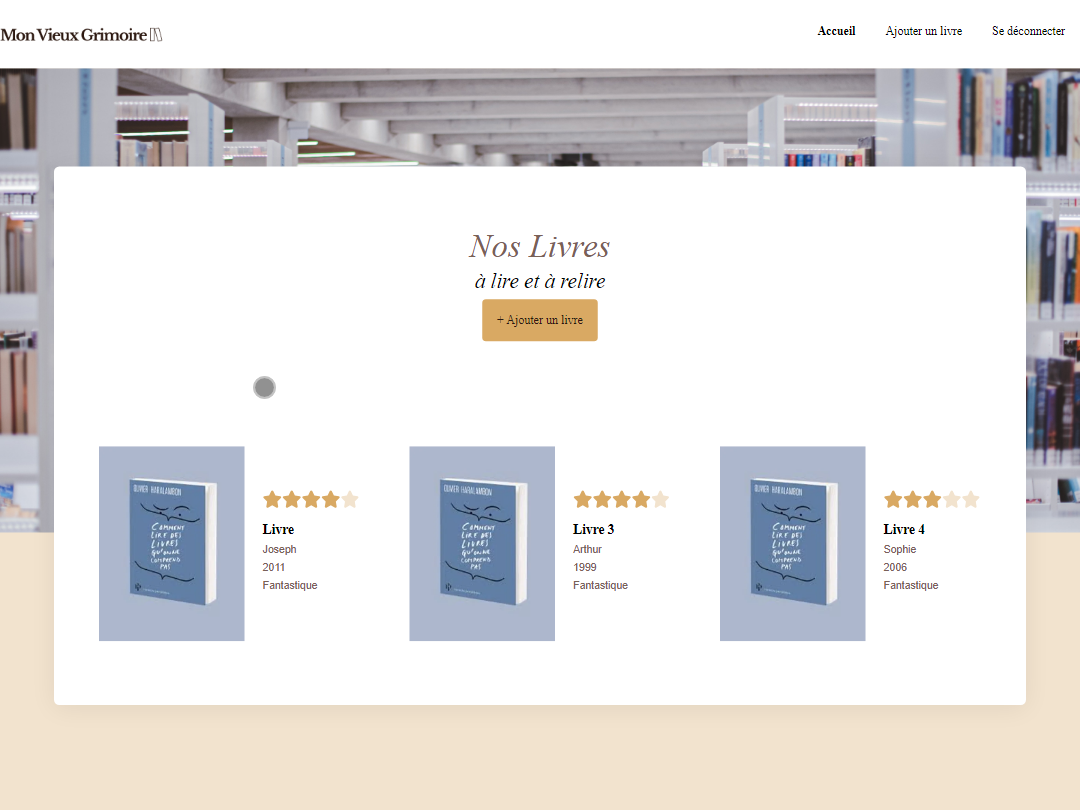 Mon Vieux Grimoire
Accueil
Ajouter un livre
Se déconnecter
Nos Livres
à lire et à relire
+ Ajouter un livre
OLIVIER HARALAMBON
COMMENT
LIRE DES
LIVRES
QU'ON NE
COMPREND
PAS
Livre
Joseph
2011
Fantastique
OLIVIER HARALAMBON
COMMENT
LIRE DES
LIVRES
QU'ON NE
COMPREND
PAS
Livre 3
Arthur
1999
Fantastique
OLIVIER HARALAMBON
COMMENT
LIRE DES
LIVRES
QU'ON NE
COMPREND
PAS
Livre 4
Sophie
2006
Fantastique